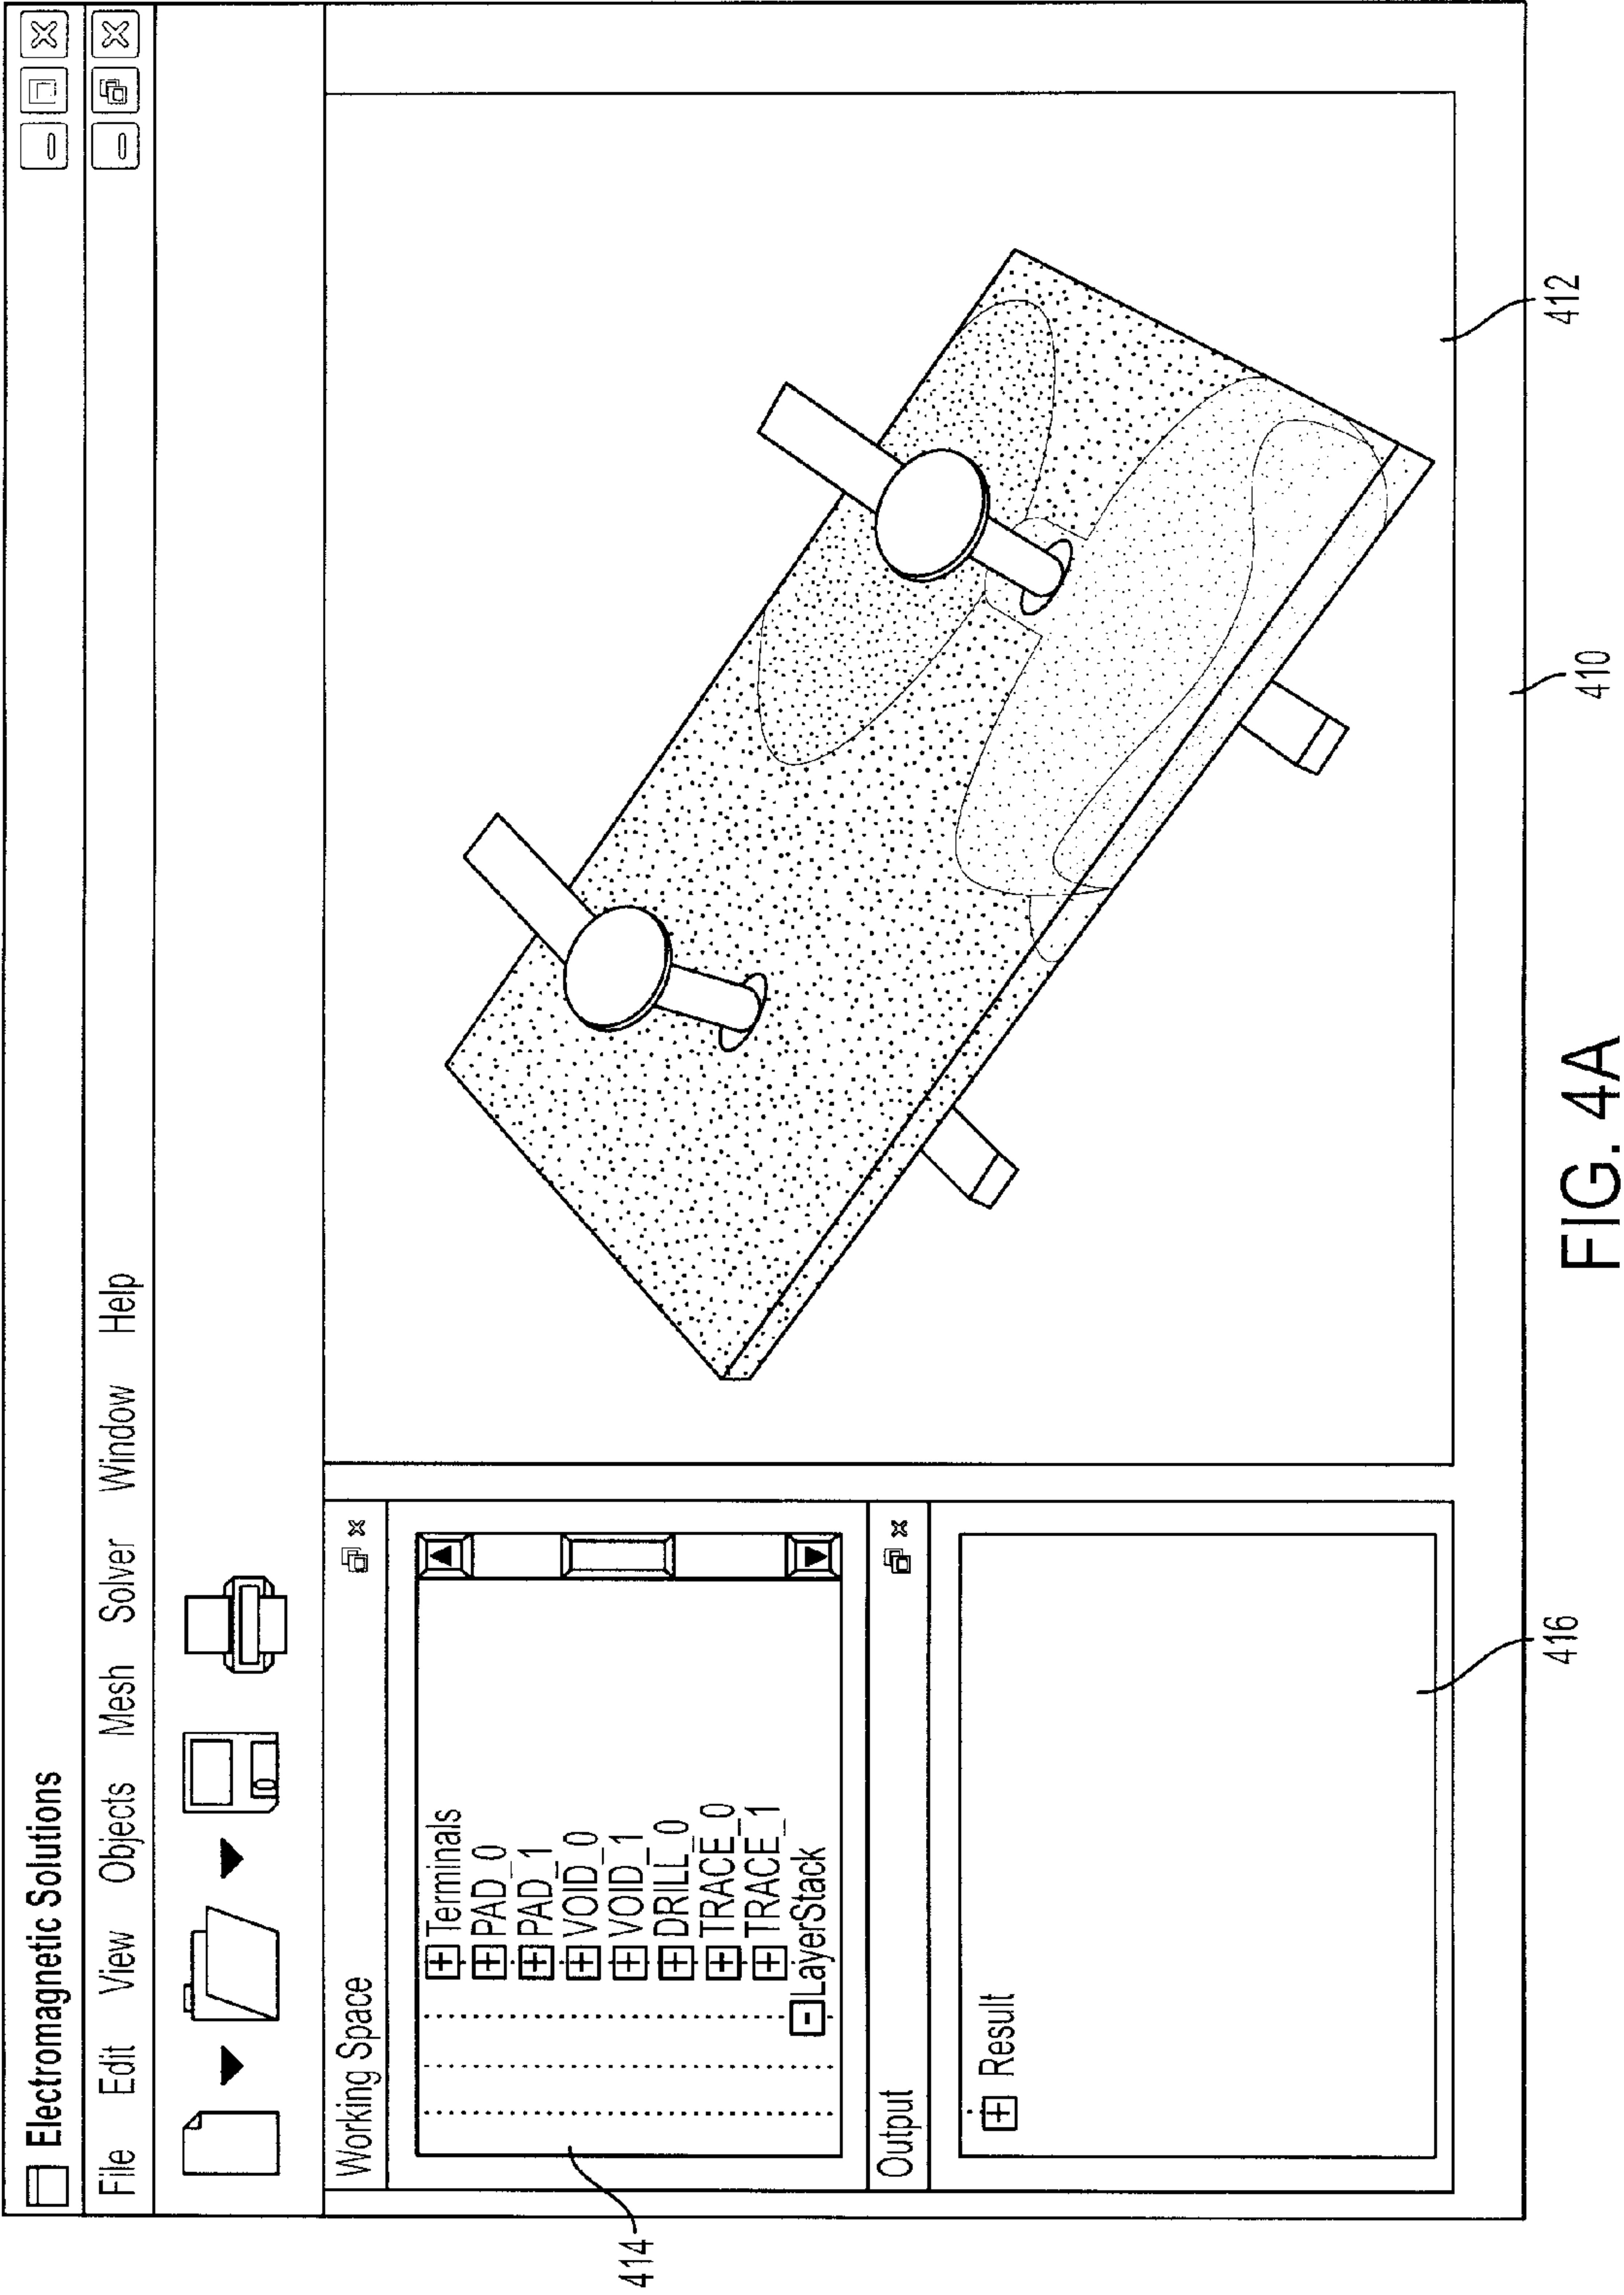 Electromagnetic Solutions
File Edit View Objects Mesh Solver Window Help
Working Space
Terminals
PAD_0
PAD_1
VOID_0
VOID_1
DRILL_0
TRACE_0
TRACE_1
LayerStack
414
Output
Result
416
410
412
FIG. 4A